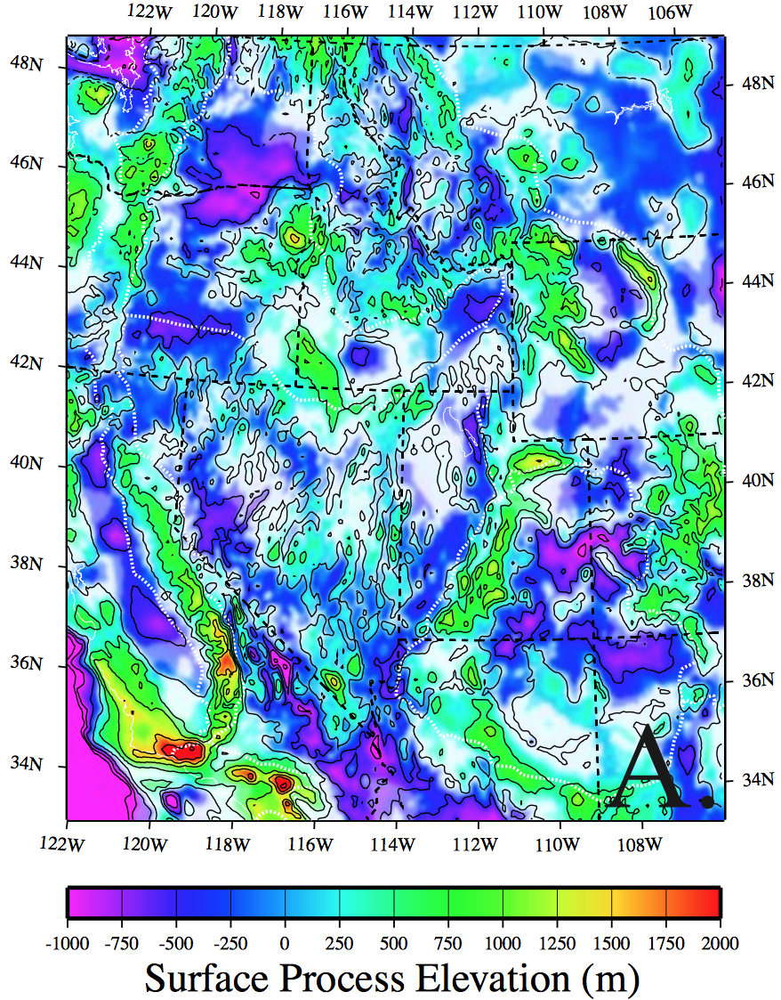 122W 120W 118W 116W 114W 112W 110W 108W 106W
48N 48N
46N 46N
44N 44N
42N 42N
40N 40N
38N 38N
36N 36N
34N 34N
A.
122W 120W 118W 116W 114W 112W 110W 108W
-1000 -750 -500 -250 0 250 500 750 1000 1250 1500 1750 2000
Surface Process Elevation (m)